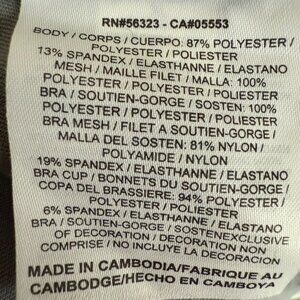 RN#56323 - CA#05553
BODY / CORPS / CUERPO: 87% POLYESTER /
POLYESTER / POLIESTER
13% SPANDEX / ELASTHANNE / ELASTANO
MESH / MAILLE FILET / MALLA: 100%
POLYESTER / POLYESTER / POLIESTER
BRA / SOUTIEN-GORGE / SOSTEN: 100%
POLYESTER / POLYESTER / POLIESTER
BRA MESH / FILET A SOUTIEN-GORGE /
MALLA DEL SOSTEN: 81% NYLON /
POLYAMIDE / NYLON
19% SPANDEX / ELASTHANNE / ELASTANO
BRA CUP / BONNETS DU SOUTIEN-GORGE /
COPA DEL BRASSIERE: 94% POLYESTER /
POLYESTER / POLIESTER
6% SPANDEX / ELASTHANNE / ELASTANO
BRA / SOUTIEN-GORGE / SOSTENEXCLUSIVE
OF DECORATION / DECORATION NON
COMPRISE / NO INCLUYE LA DECORACION
MADE IN CAMBODIA/FABRIQUE AU
CAMBODGE/HECHO EN CAMBOYA